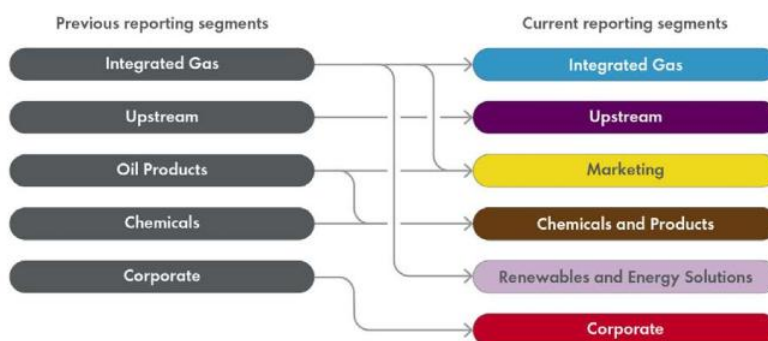 Previous reporting segments
Current reporting segments
Integrated Gas
Integrated Gas
Upstream
Upstream
Oil Products
Marketing
Chemicals
Chemicals and Products
Corporate
Renewables and Energy Solutions
Corporate